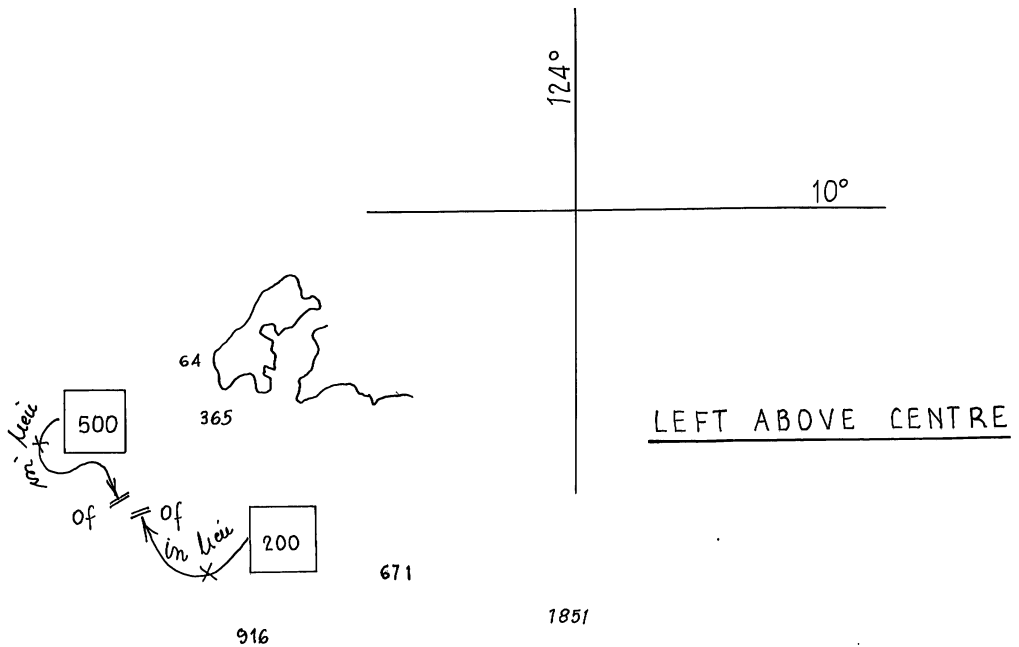 124°
10°
64
365
LEFT ABOVE CENTRE
500
in lieu
Of
Of
in lieu
200
671
1851
916